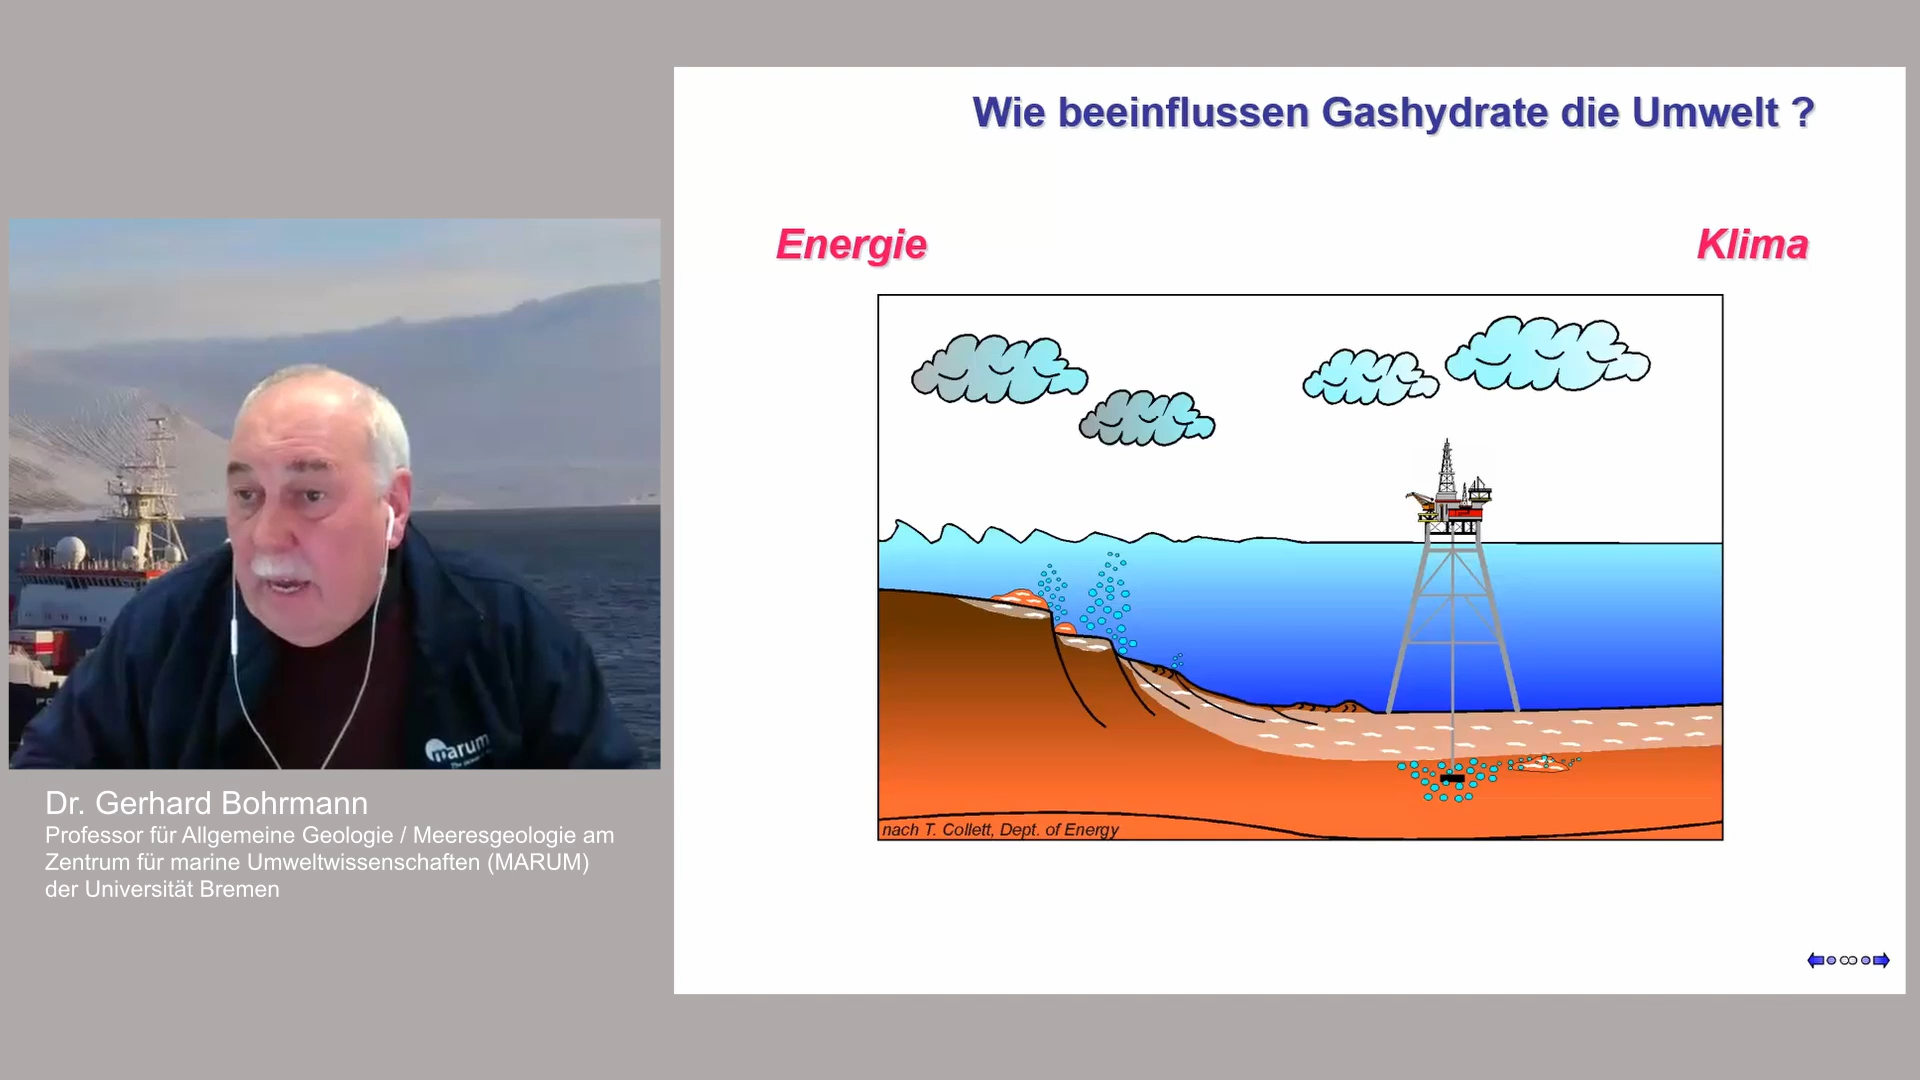 Wie beeinflussen Gashydrate die Umwelt ?
Energie
Klima
nach T. Collett, Dept. of Energy
marum
Dr. Gerhard Bohrmann
Professor für Allgemeine Geologie / Meeresgeologie am
Zentrum für marine Umweltwissenschaften (MARUM)
der Universität Bremen